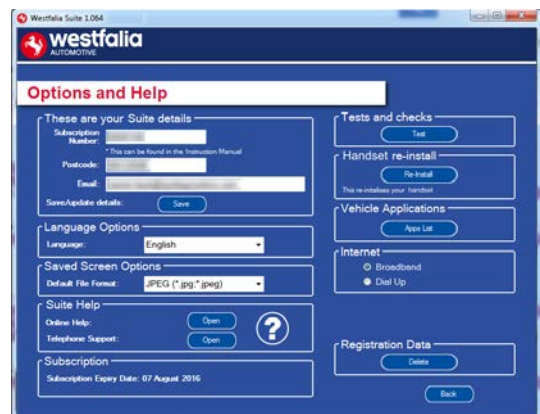 Westfalia Suite 1.064
westfalia
AUTOMOTIVE
Options and Help
These are your Suite details
Subscription
Number:
* This can be found in the Instruction Manual
Postcode:
Email:
Save/update details:
Save
Language Options
Language:
English
Saved Screen Options
Default File Format:
JPEG (*.jpg;*.jpeg)
Suite Help
Online Help:
Open
Telephone Support:
Open
?
Subscription
Subscription Expiry Date: 07 August 2016
Tests and checks
Test
Handset re-install
Re-Install
This re-initialises your handset
Vehicle Applications
Apps List
Internet
Broadband
Dial Up
Registration Data
Delete
Back